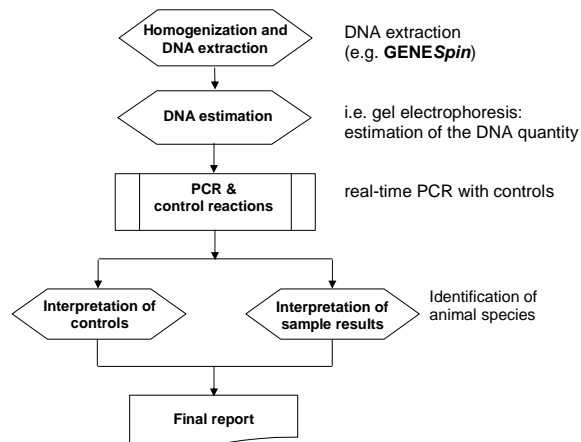 Homogenization and
DNA extraction
DNA extraction
(e.g. GENESpin)
DNA estimation
i.e. gel electrophoresis:
estimation of the DNA quantity
PCR &
control reactions
real-time PCR with controls
Interpretation of
controls
Interpretation of
sample results
Identification of
animal species
Final report